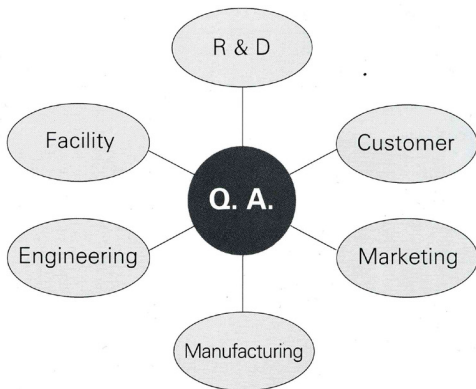 R & D
Facility
Customer
Q. A.
Engineering
Marketing
Manufacturing